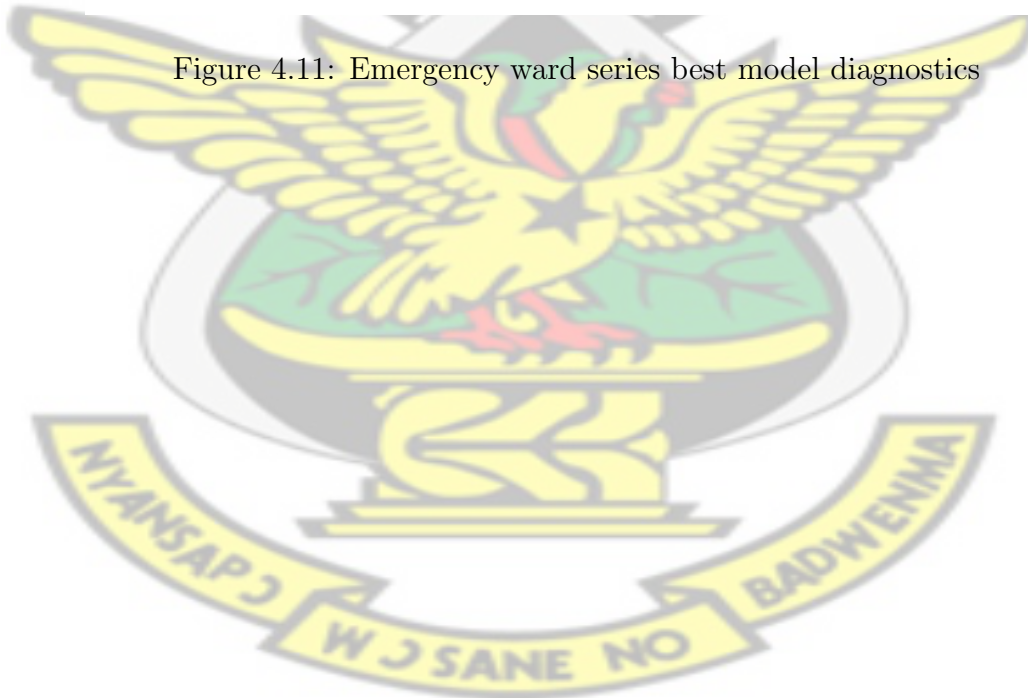 Figure 4.11: Emergency ward series best model diagnostics
NYANSAPƆ
WƆSANE NO
BADWENMA